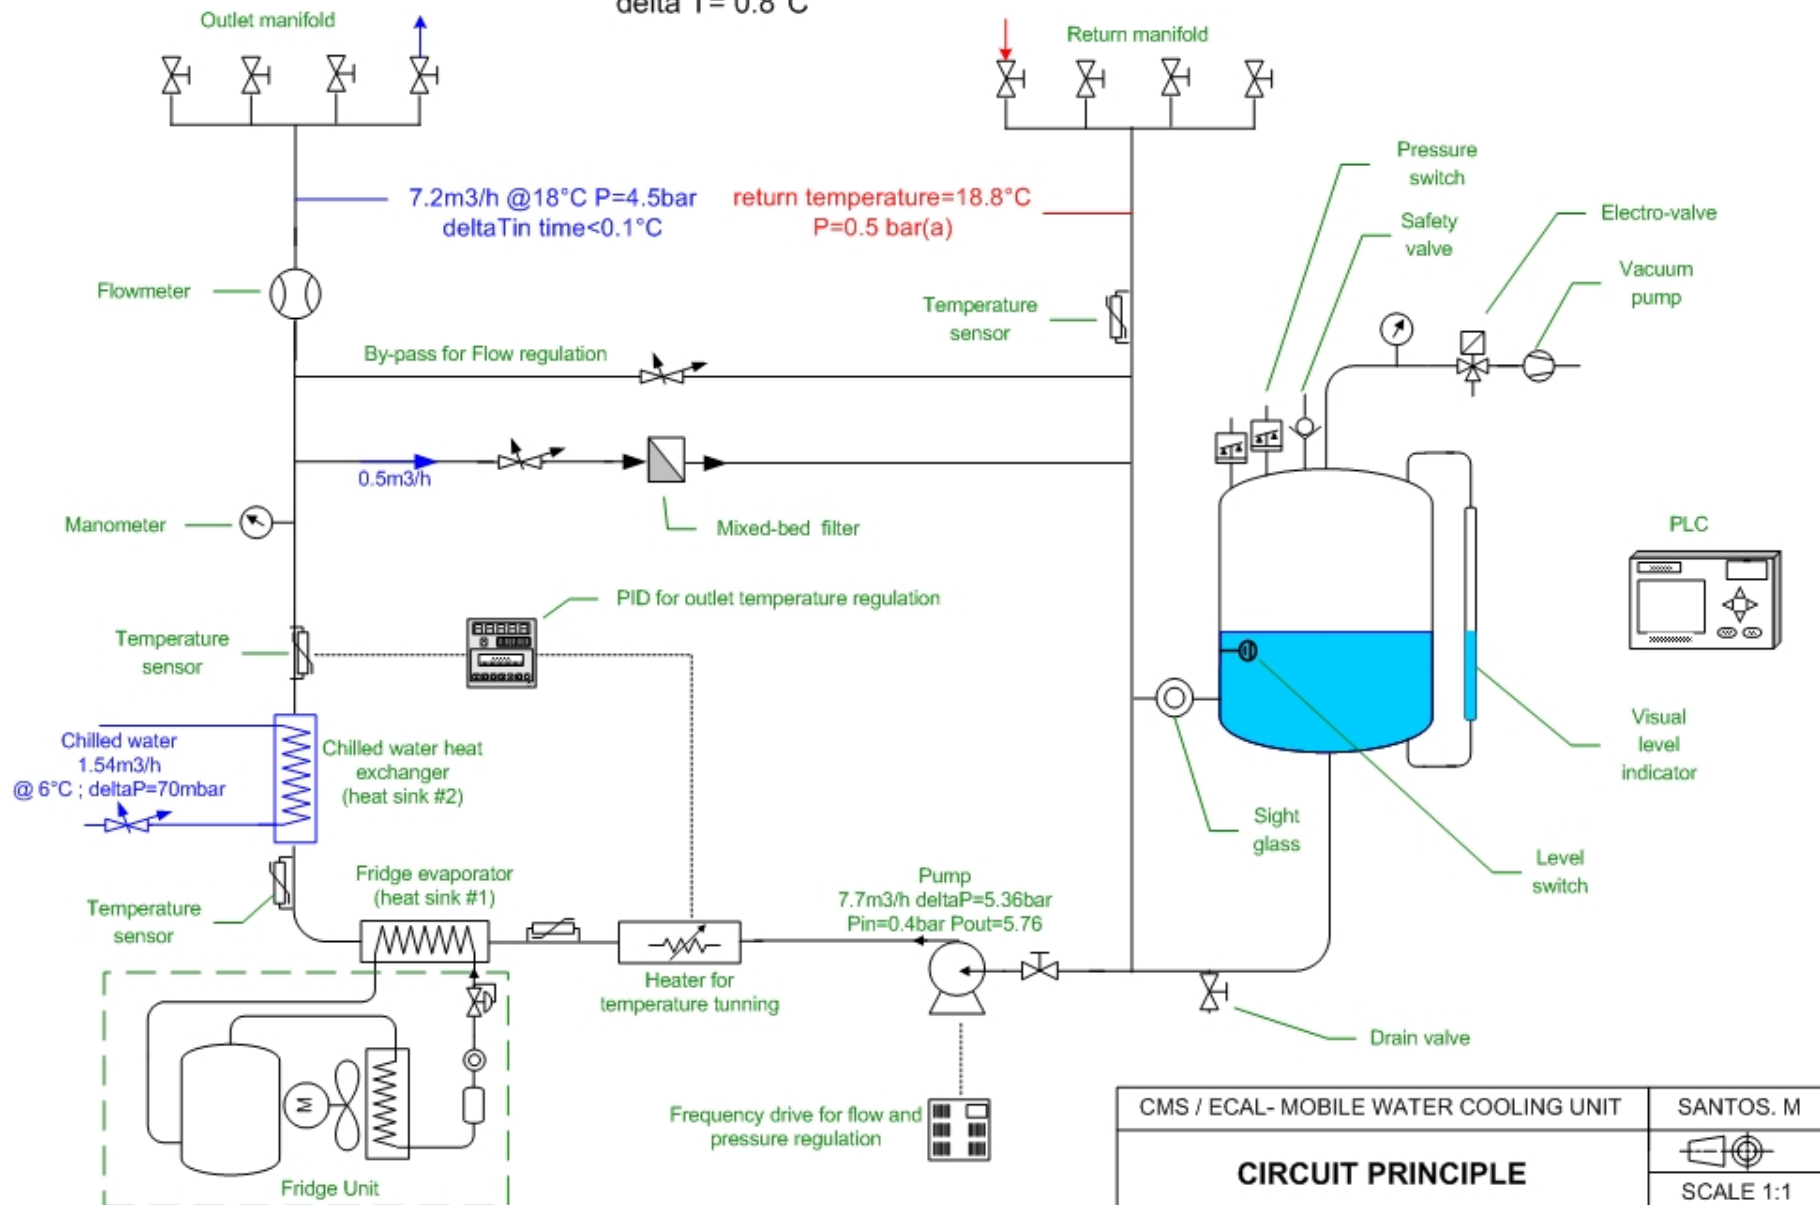 delta T= 0.8°C
Outlet manifold
Return manifold
Pressure
switch
7.2m3/h @18°C P=4.5bar
deltaTin time<0.1°C
return temperature=18.8°C
P=0.5 bar(a)
Safety
valve
Electro-valve
Vacuum
pump
Flowmeter
Temperature
sensor
By-pass for Flow regulation
0.5m3/h
Manometer
Mixed-bed filter
PLC
PID for outlet temperature regulation
Temperature
sensor
Chilled water
1.54m3/h
@ 6°C ; deltaP=70mbar
Chilled water heat
exchanger
(heat sink #2)
Visual
level
indicator
Sight
glass
Level
switch
Fridge evaporator
(heat sink #1)
Pump
7.7m3/h deltaP=5.36bar
Pin=0.4bar Pout=5.76
Temperature
sensor
Heater for
temperature tunning
Drain valve
M
Frequency drive for flow and
pressure regulation
Fridge Unit
CMS / ECAL- MOBILE WATER COOLING UNIT
SANTOS. M
CIRCUIT PRINCIPLE
SCALE 1:1